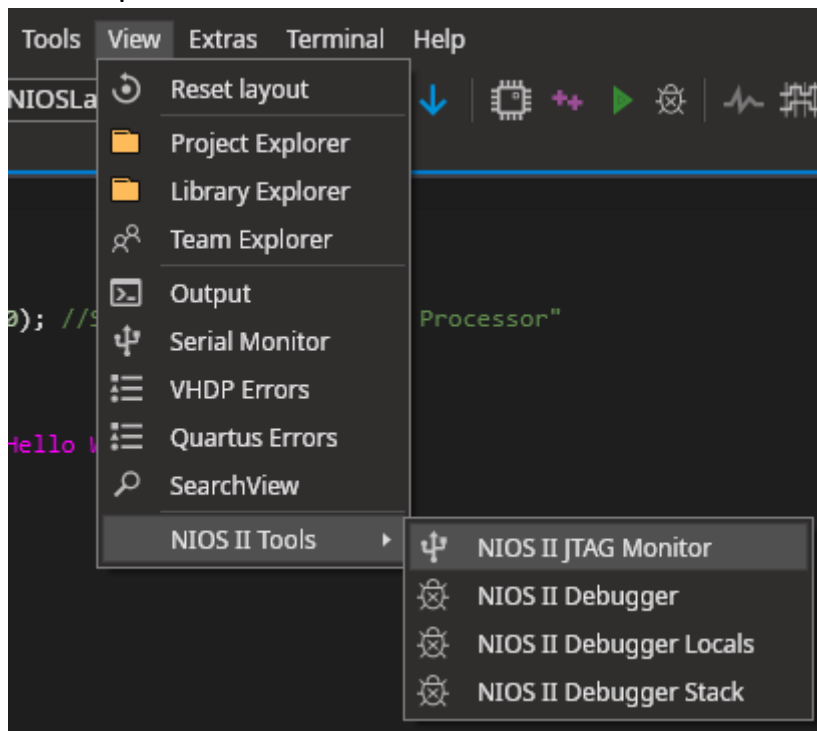 Tools View Extras Terminal Help
NIOSLa
Reset layout
Project Explorer
Library Explorer
Team Explorer
Output
0); //S Processor"
Serial Monitor
VHDP Errors
Quartus Errors
Hello W
SearchView
NIOS II Tools
NIOS II JTAG Monitor
NIOS II Debugger
NIOS II Debugger Locals
NIOS II Debugger Stack